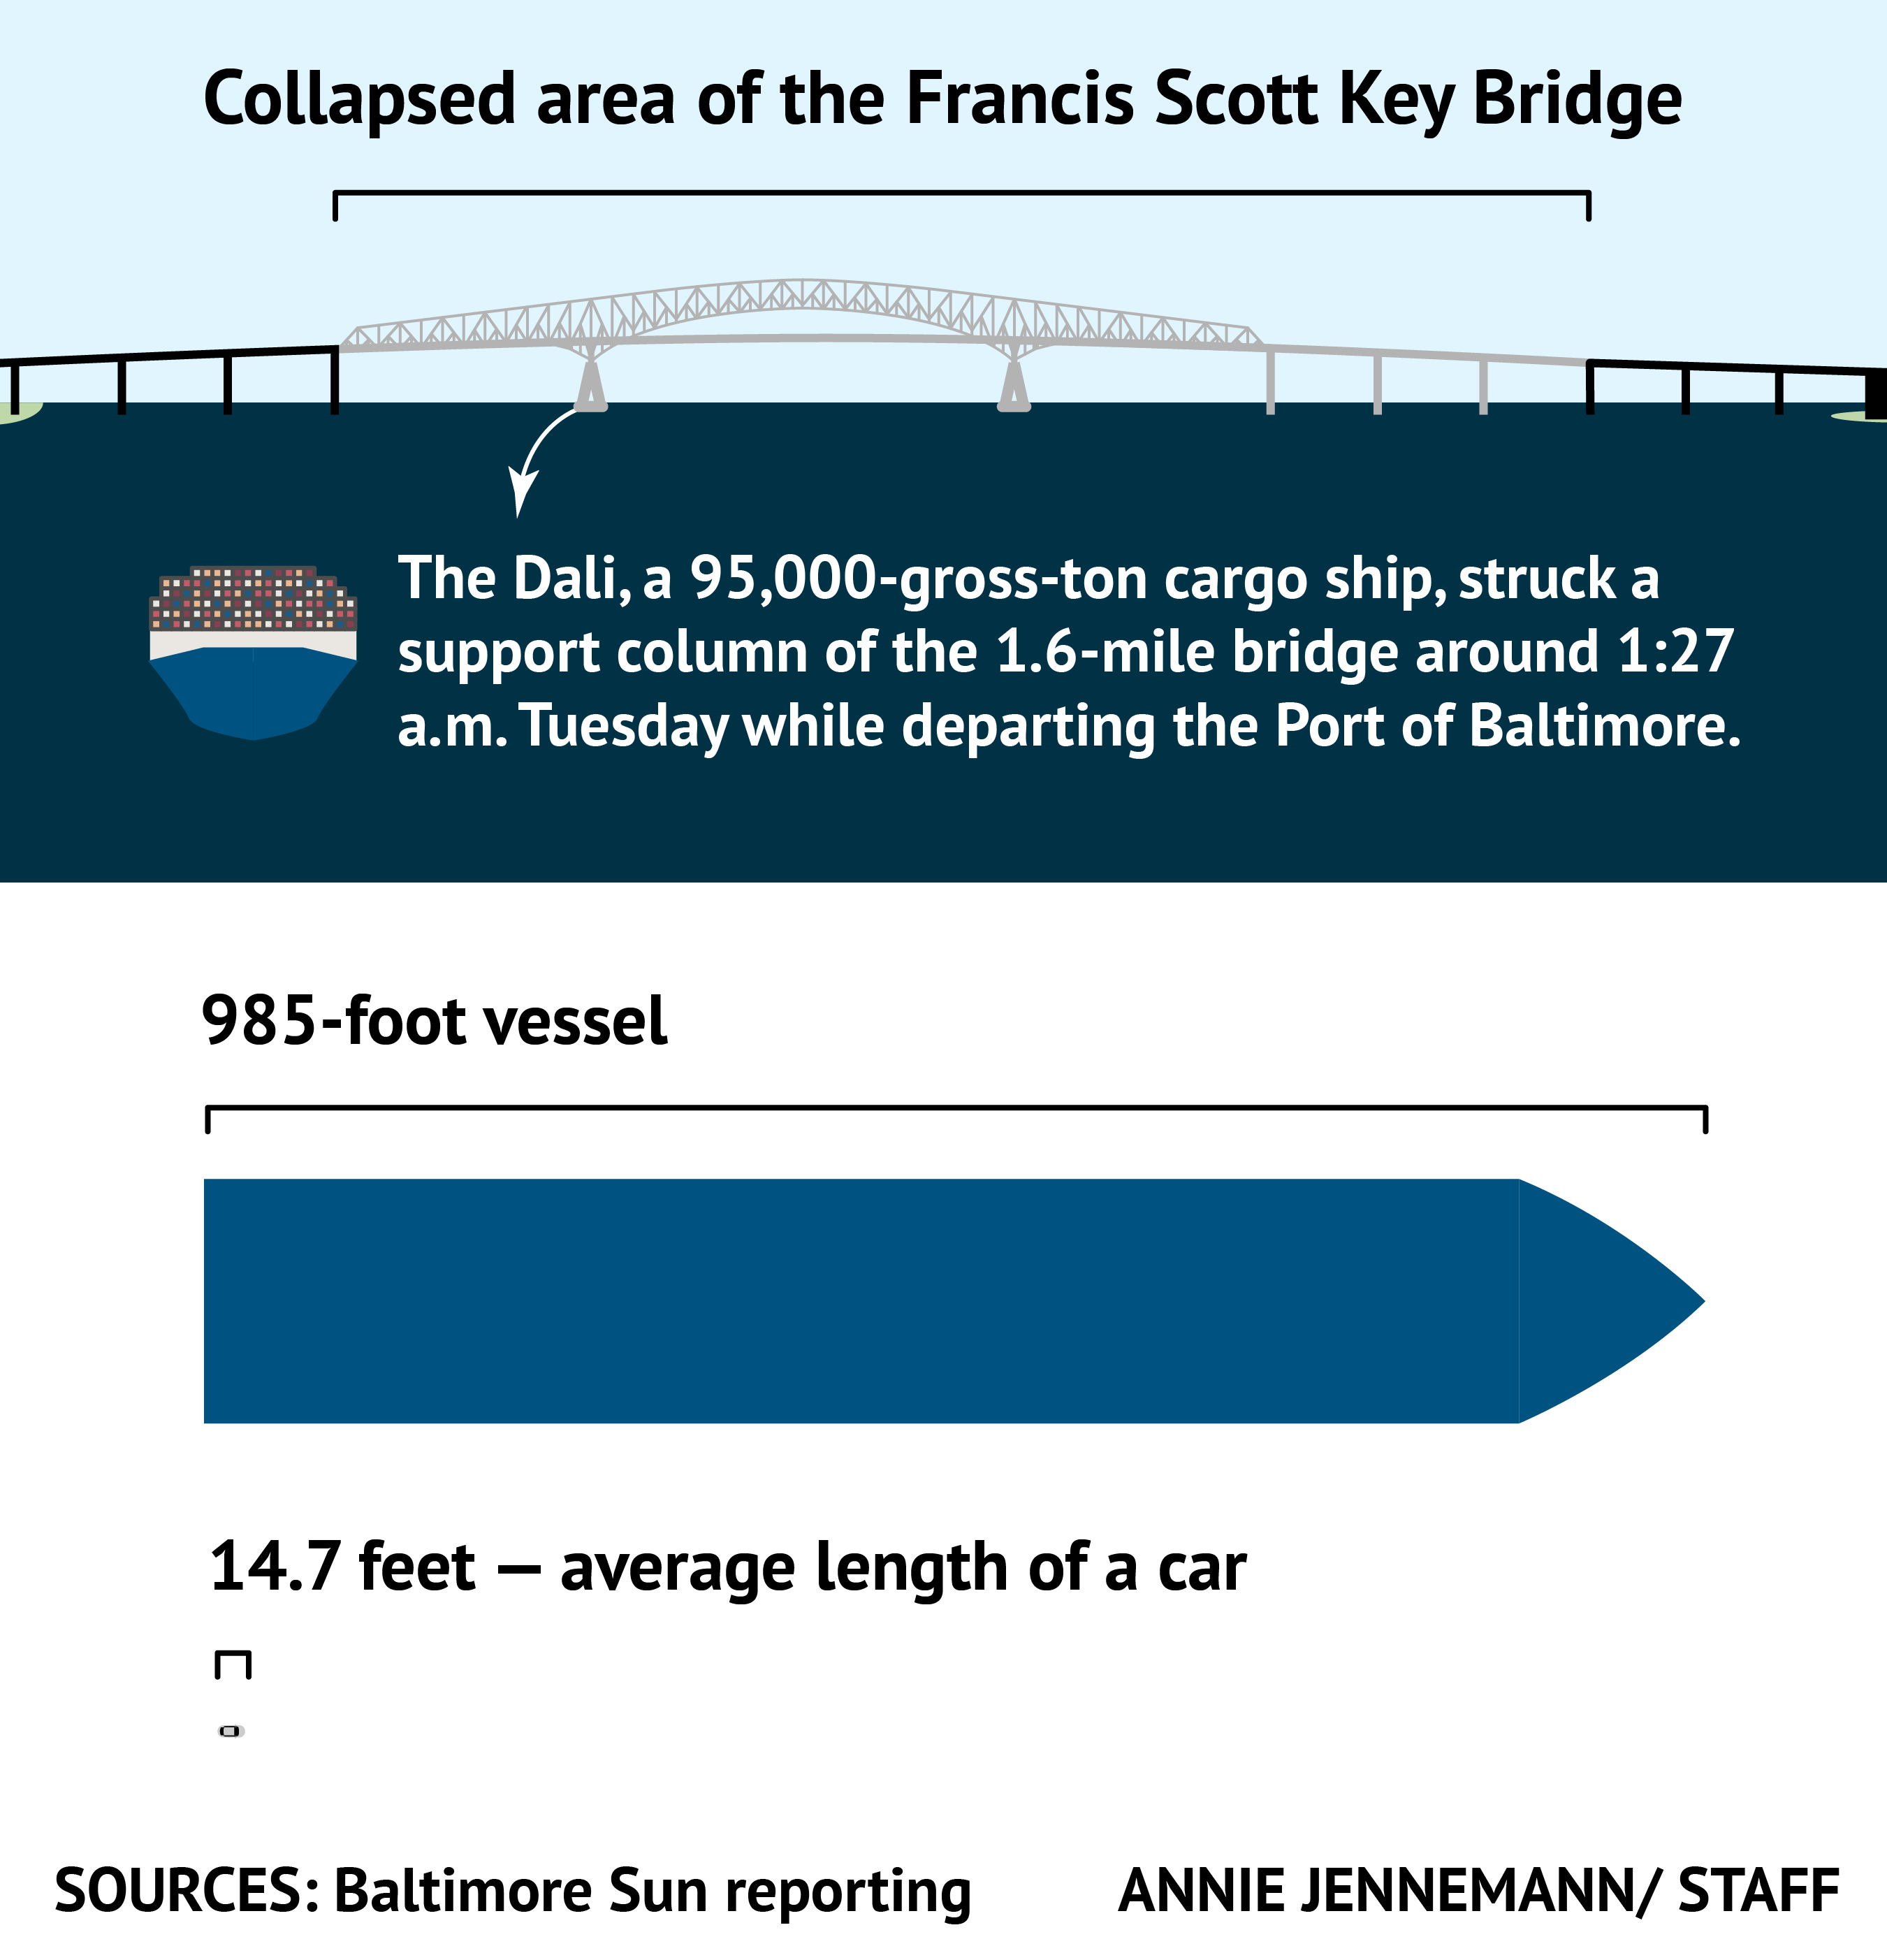 Collapsed area of the Francis Scott Key Bridge
The Dali, a 95,000-gross-ton cargo ship, struck a
support column of the 1.6-mile bridge around 1:27
a.m. Tuesday while departing the Port of Baltimore.
985-foot vessel
14.7 feet — average length of a car
SOURCES: Baltimore Sun reporting
ANNIE JENNEMANN/ STAFF